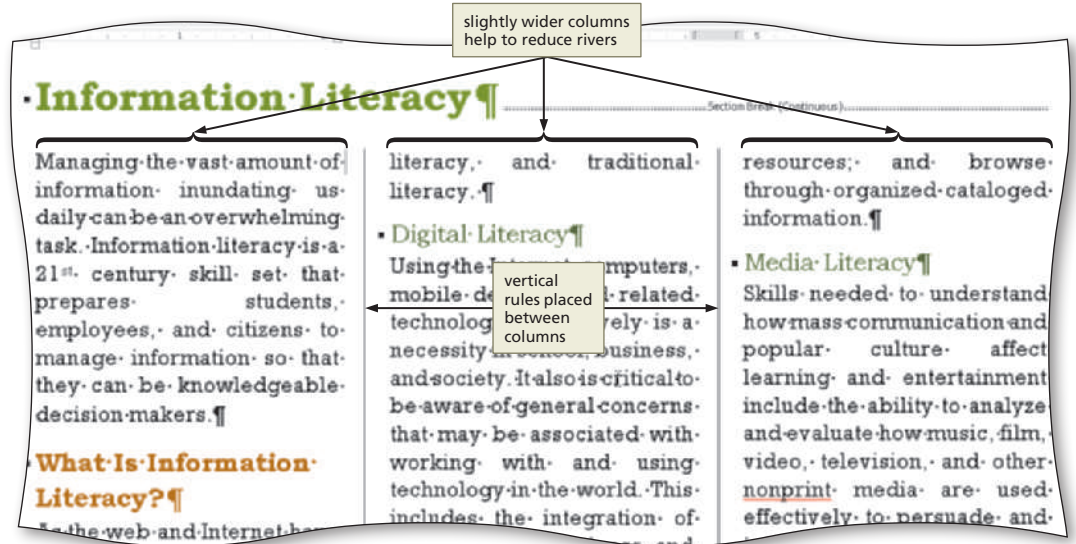 slightly wider columns
help to reduce rivers
Information Literacy¶
Section Break (Continuous)
Managing the vast amount of
information inundating us
daily can be an overwhelming
task. Information literacy is a
21st century skill set that
prepares students,
employees, and citizens to
manage information so that
they can be knowledgeable
decision makers.¶
What Is Information
Literacy?¶
the web and Internet
literacy, and traditional
literacy.¶
Digital Literacy¶
Using the computers,
mobile related
is a
necessity business,
and society. It also is critical to
be aware of general concerns
that may be associated with
working with and using
technology in the world. This
includes the integration of
vertical
rules placed
between
columns
resources; and browse
through organized cataloged
information.¶
Media Literacy¶
Skills needed to understand
how mass communication and
popular culture affect
learning and entertainment
include the ability to analyze
and evaluate how music, film,
video, television, and other
nonprint media are used
effectively to persuade and